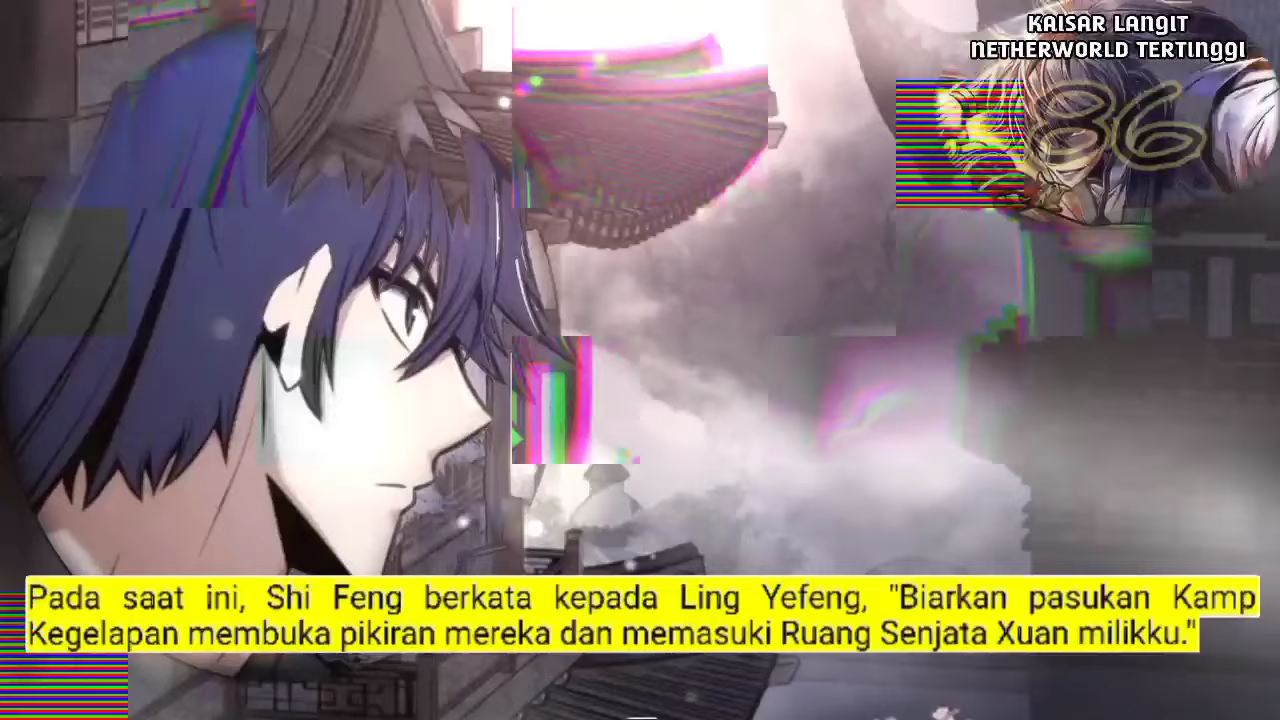 KAISAR LANGIT
NETHERWORLD TERTINGGI
86
Pada saat ini, Shi Feng berkata kepada Ling Yefeng, "Biarkan pasukan Kamp
Kegelapan membuka pikiran mereka dan memasuki Ruang Senjata Xuan milikku."